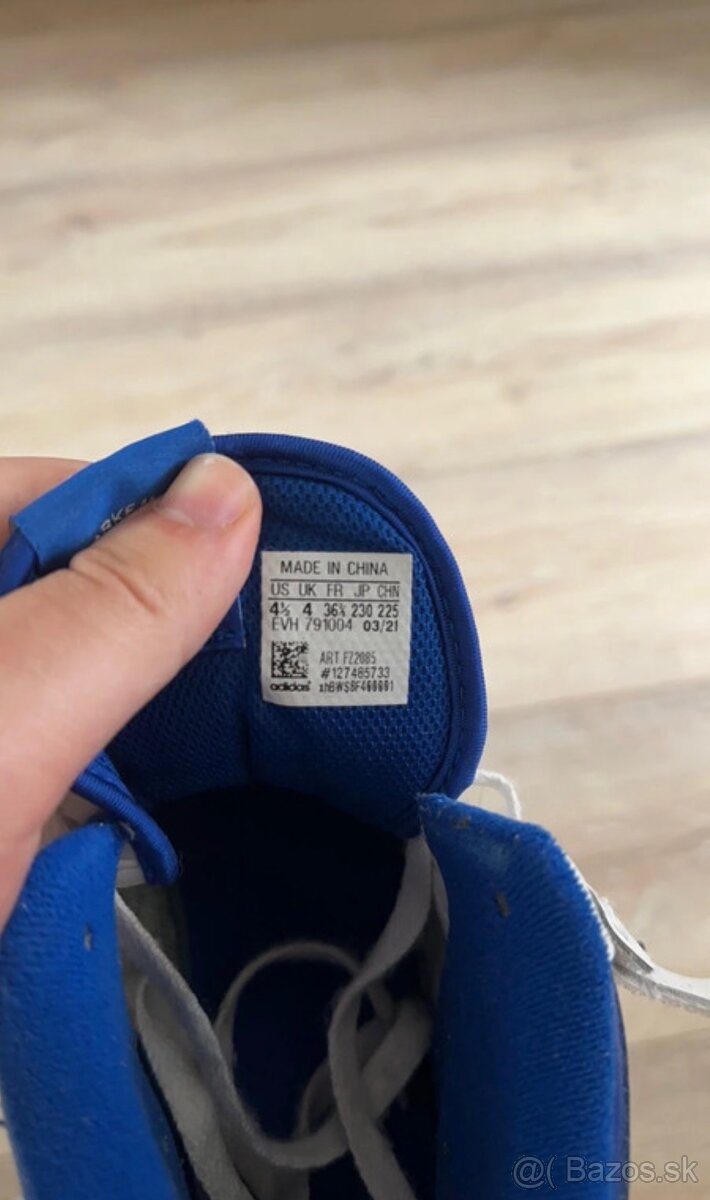 MADE IN CHINA
US UK FR JP CHN
4½ 4 36⅔ 230 225
EVH 791004 03/21
ART FZ2085
#127485733
adidas
@( Bazos.sk